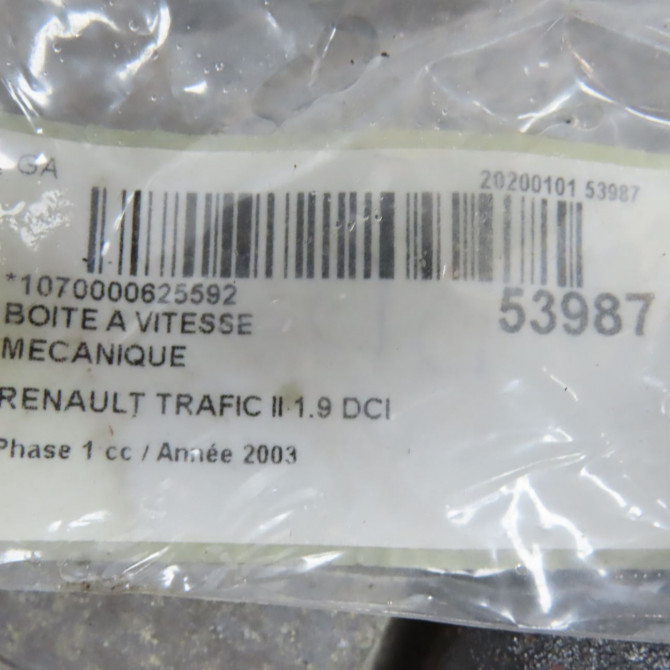 GA
20200101 53987
*1070000625592
53987
BOITE A VITESSE
MECANIQUE
RENAULT TRAFIC II 1.9 DCI
Phase 1 cc / Année 2003